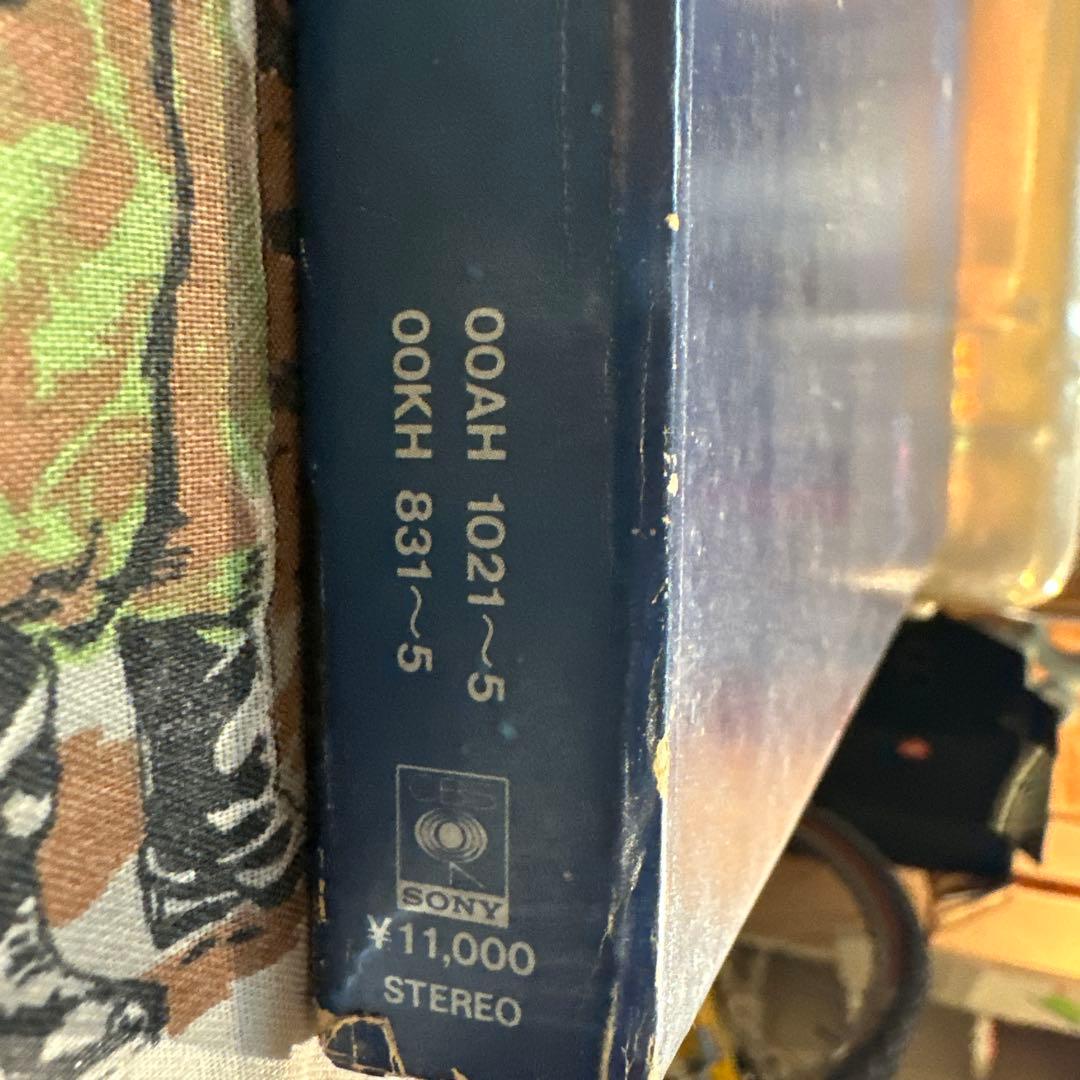 00AH 1021〜5
00KH 831〜5
CBS
SONY
¥11,000
STEREO